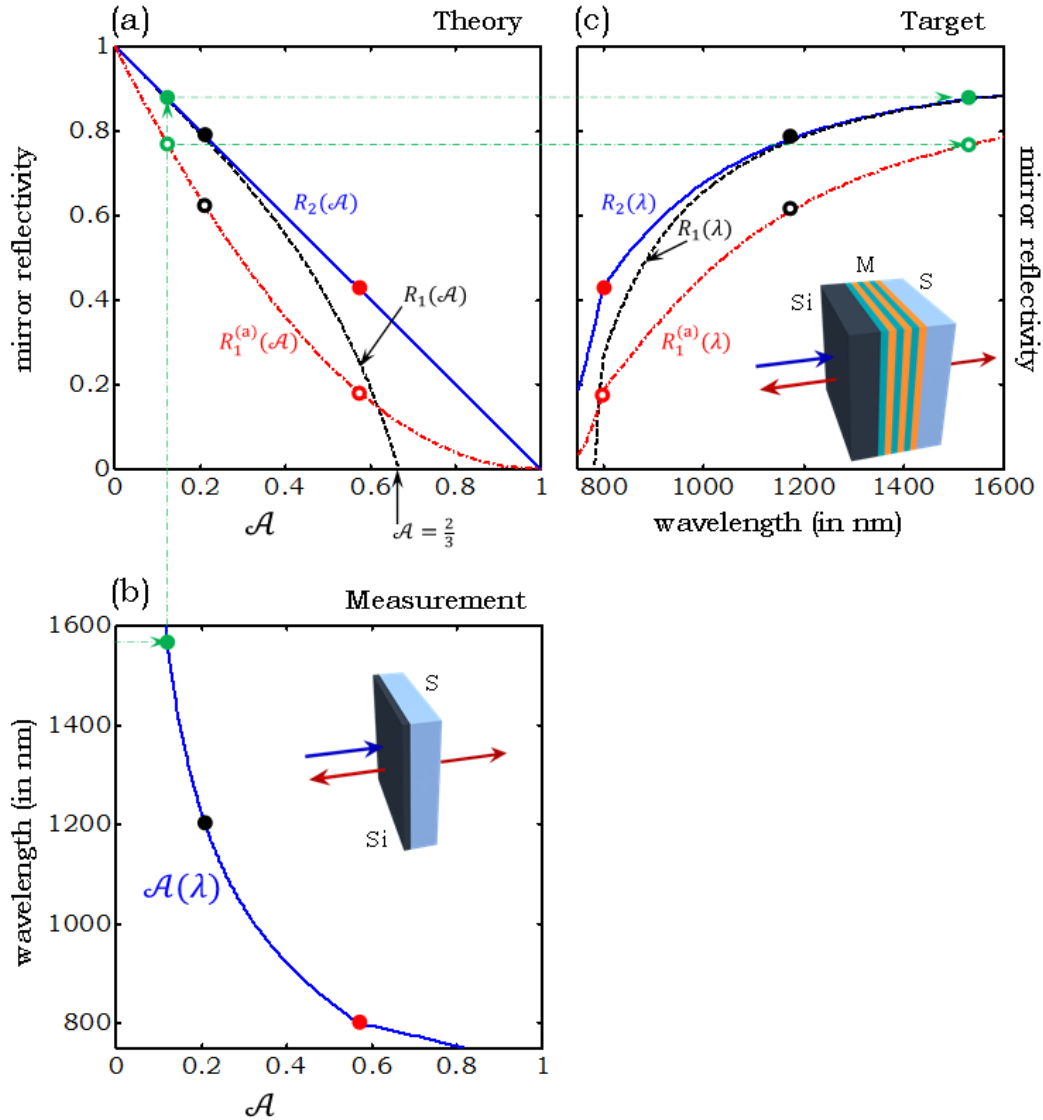 (a) Theory
1
0.8
0.6
0.4
0.2
0
0 0.2 0.4 0.6 0.8 1
mirror reflectivity
𝒜
R₂(𝒜)
R₁(𝒜)
R₁⁽ᵃ⁾(𝒜)
𝒜 = 2/3
(c) Target
R₂(λ)
R₁(λ)
R₁⁽ᵃ⁾(λ)
M
S
Si
800 1000 1200 1400 1600
wavelength (in nm)
mirror reflectivity
(b) Measurement
1600
1400
1200
1000
800
0 0.2 0.4 0.6 0.8 1
wavelength (in nm)
𝒜
𝒜(λ)
S
Si